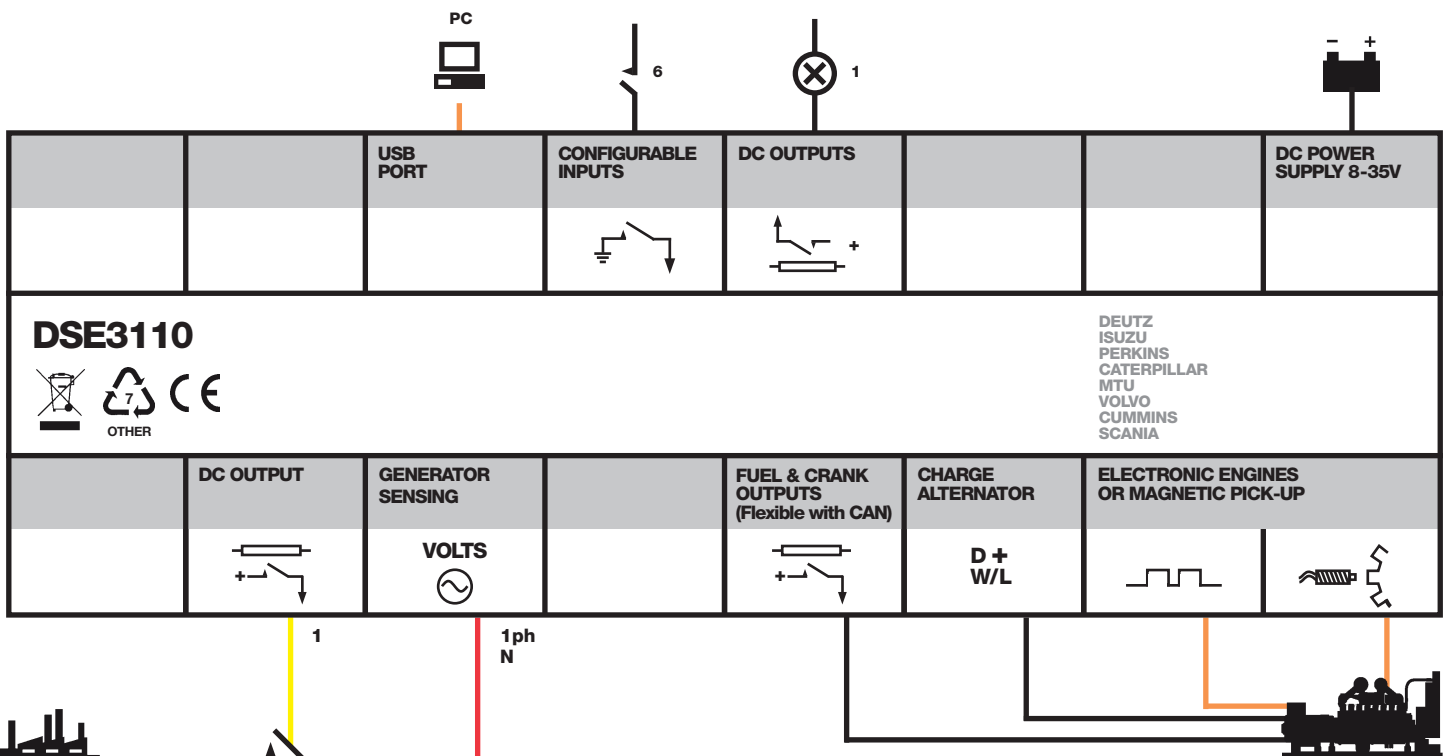 PC
6
1
- +
USB
PORT
CONFIGURABLE
INPUTS
DC OUTPUTS
DC POWER
SUPPLY 8-35V
+
DSE3110
7
OTHER
CE
DEUTZ
ISUZU
PERKINS
CATERPILLAR
MTU
VOLVO
CUMMINS
SCANIA
DC OUTPUT
GENERATOR
SENSING
FUEL & CRANK
OUTPUTS
(Flexible with CAN)
CHARGE
ALTERNATOR
ELECTRONIC ENGINES
OR MAGNETIC PICK-UP
+
VOLTS
+
D +
W/L
1
1ph
N